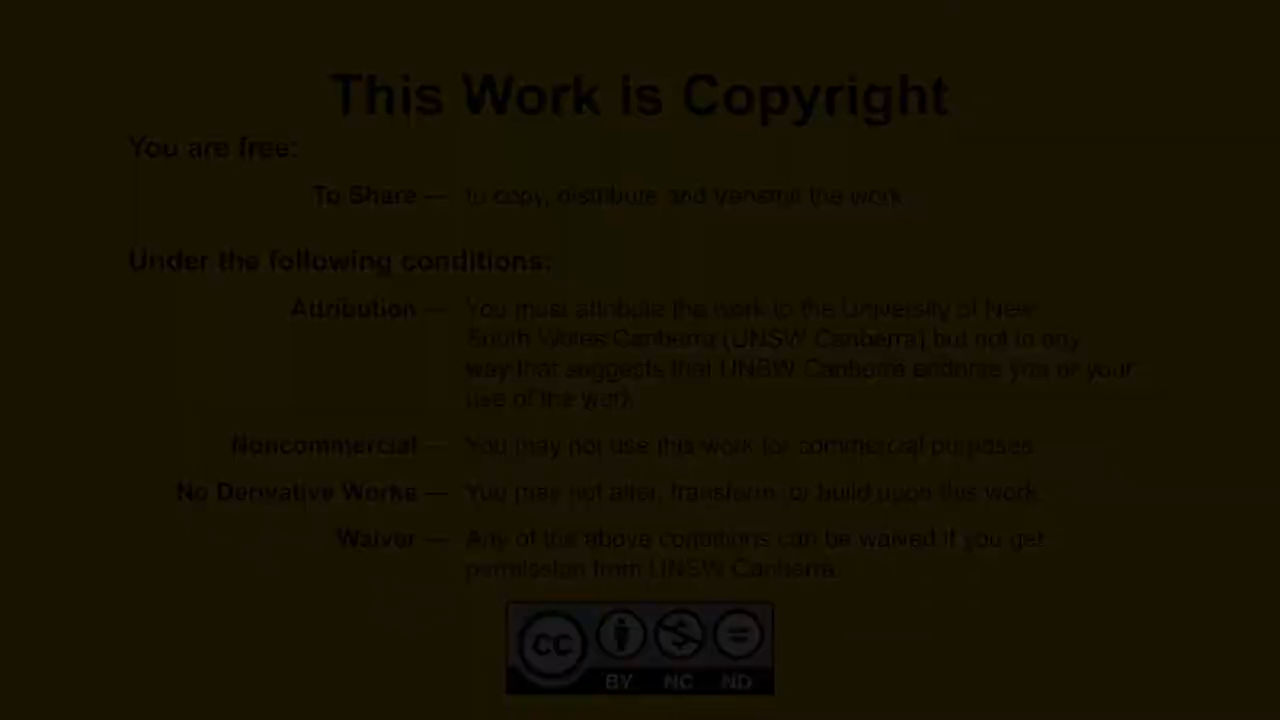 This Work is Copyright
You are free:
To Share — to copy, distribute and transmit the work
Under the following conditions:
Attribution — You must attribute the work to the University of New
South Wales Canberra (UNSW Canberra) but not in any
way that suggests that UNSW Canberra endorses you or your
use of the work
Noncommercial — You may not use this work for commercial purposes
No Derivative Works — You may not alter, transform, or build upon this work
Waiver — Any of the above conditions can be waived if you get
permission from UNSW Canberra.
CC
BY NC ND